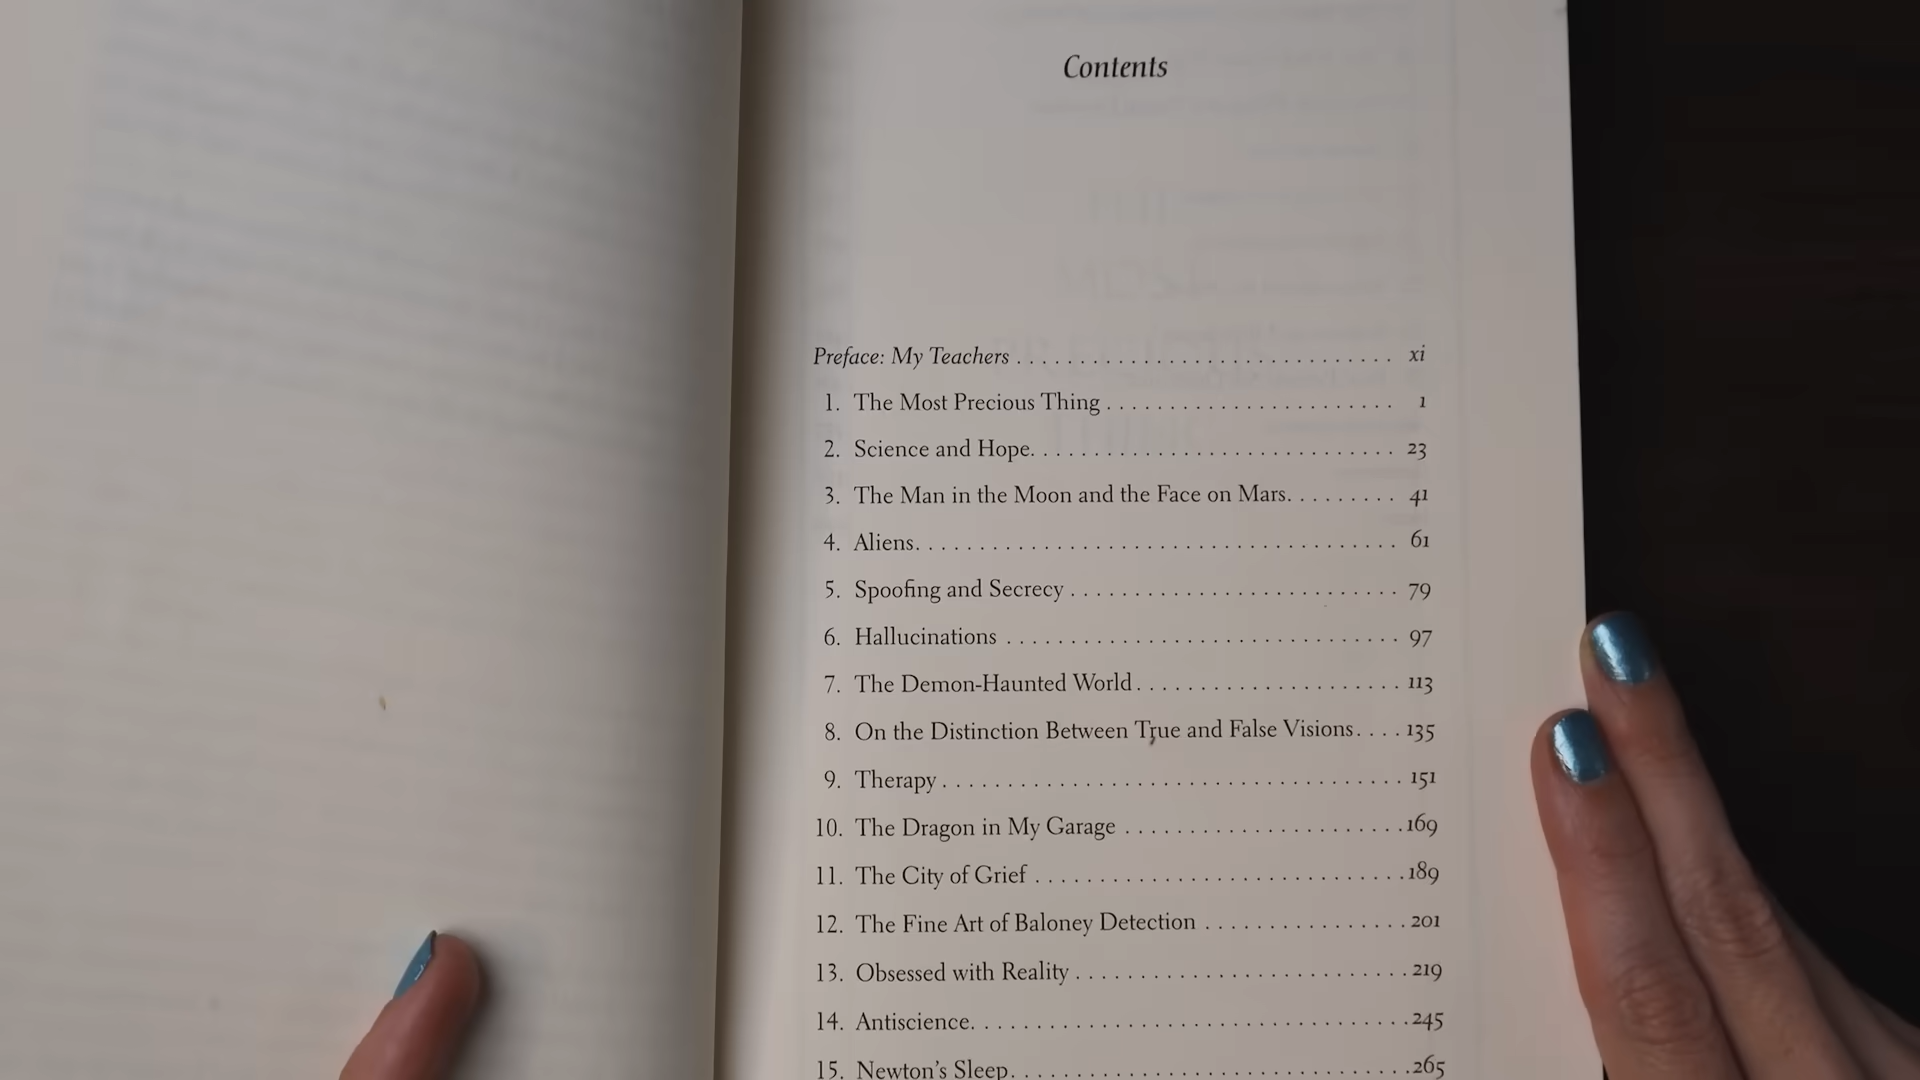 Contents
Preface: My Teachers . . . . . . . . . . . . . . . . . . . . . . . . . . . . . xi
1. The Most Precious Thing . . . . . . . . . . . . . . . . . . . . . . . 1
2. Science and Hope. . . . . . . . . . . . . . . . . . . . . . . . . . . . . 23
3. The Man in the Moon and the Face on Mars. . . . . . . . . 41
4. Aliens. . . . . . . . . . . . . . . . . . . . . . . . . . . . . . . . . . . . . . 61
5. Spoofing and Secrecy . . . . . . . . . . . . . . . . . . . . . . . . . . 79
6. Hallucinations . . . . . . . . . . . . . . . . . . . . . . . . . . . . . . . 97
7. The Demon-Haunted World. . . . . . . . . . . . . . . . . . . . . 113
8. On the Distinction Between True and False Visions. . . . 135
9. Therapy . . . . . . . . . . . . . . . . . . . . . . . . . . . . . . . . . . . . 151
10. The Dragon in My Garage . . . . . . . . . . . . . . . . . . . . . . 169
11. The City of Grief . . . . . . . . . . . . . . . . . . . . . . . . . . . . . 189
12. The Fine Art of Baloney Detection . . . . . . . . . . . . . . . . 201
13. Obsessed with Reality . . . . . . . . . . . . . . . . . . . . . . . . . . 219
14. Antiscience. . . . . . . . . . . . . . . . . . . . . . . . . . . . . . . . . . 245
15. Newton's Sleep. . . . . . . . . . . . . . . . . . . . . . . . . . . . . . . 265